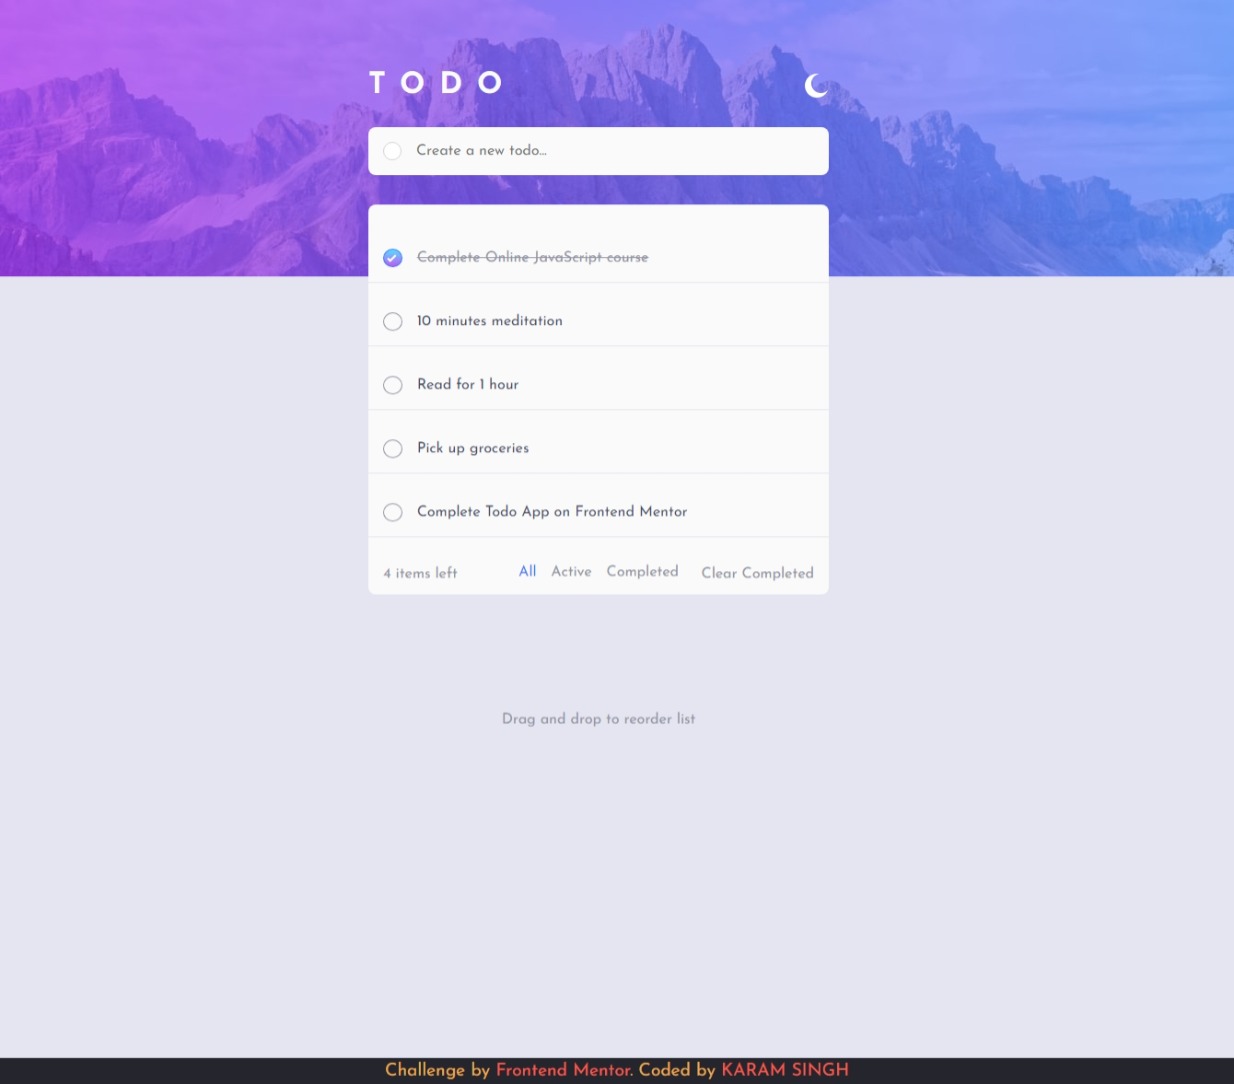 TODO
Create a new todo...
Complete Online JavaScript course
10 minutes meditation
Read for 1 hour
Pick up groceries
Complete Todo App on Frontend Mentor
4 items left All Active Completed Clear Completed
Drag and drop to reorder list
Challenge by Frontend Mentor. Coded by KARAM SINGH